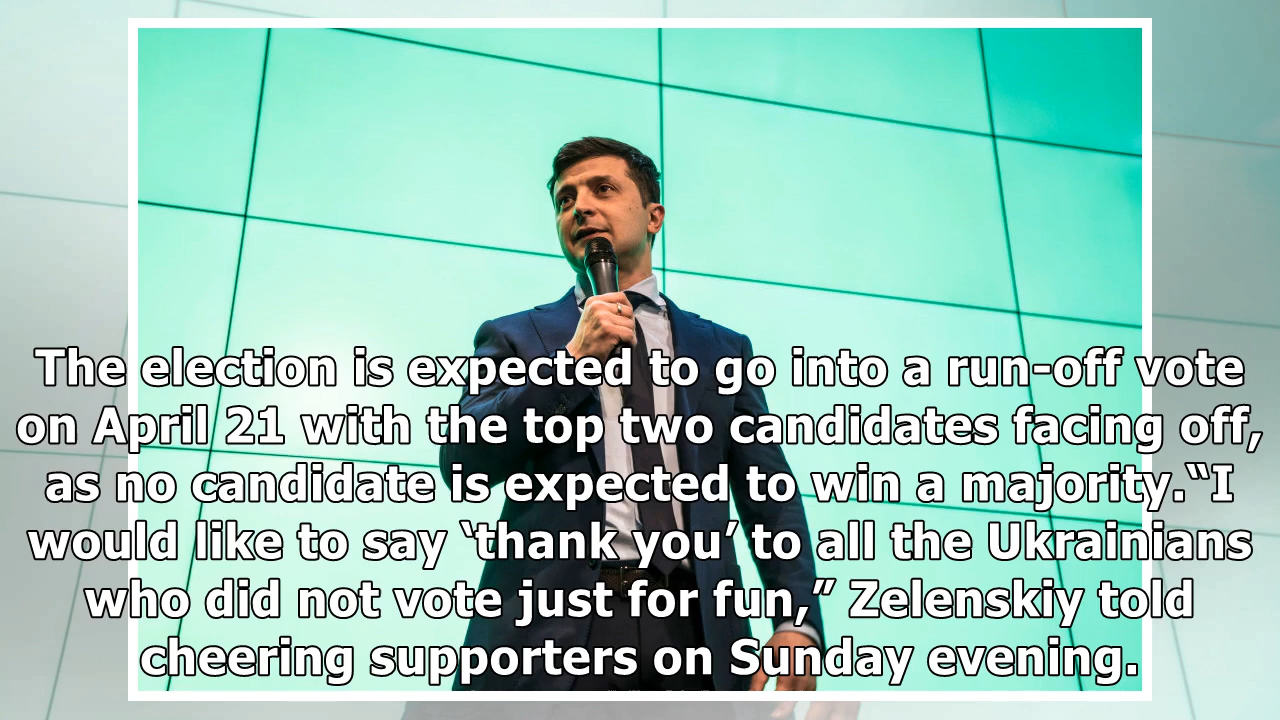 The election is expected to go into a run-off vote
on April 21 with the top two candidates facing off,
as no candidate is expected to win a majority.“I
would like to say ‘thank you’ to all the Ukrainians
who did not vote just for fun,” Zelenskiy told
cheering supporters on Sunday evening.